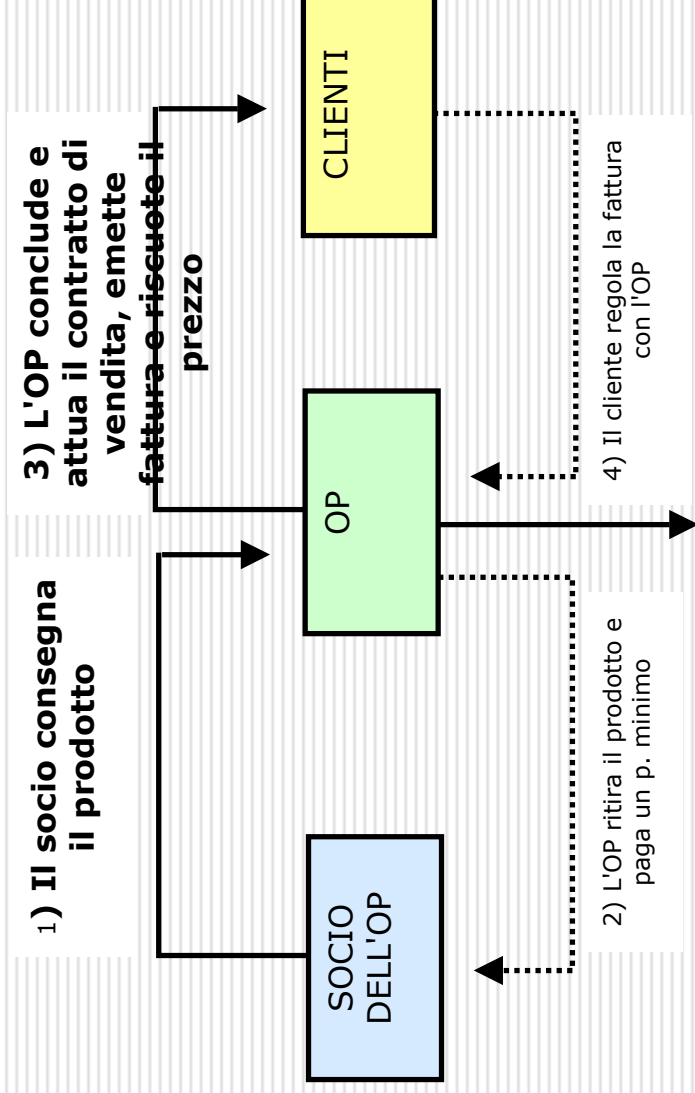 1) Il socio consegna
il prodotto
3) L'OP conclude e
attua il contratto di
vendita, emette
fattura e riscuote il
prezzo
SOCIO
DELL'OP
OP
CLIENTI
2) L'OP ritira il prodotto e
paga un p. minimo
4) Il cliente regola la fattura
con l'OP